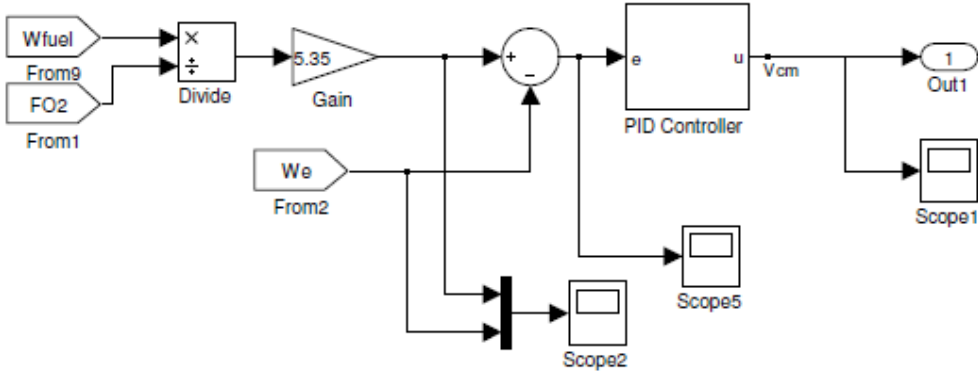 Wfuel
From9
FO2
From1
×
÷
Divide
5.35
Gain
+
−
e
u
PID Controller
Vcm
1
Out1
Scope1
We
From2
Scope5
Scope2